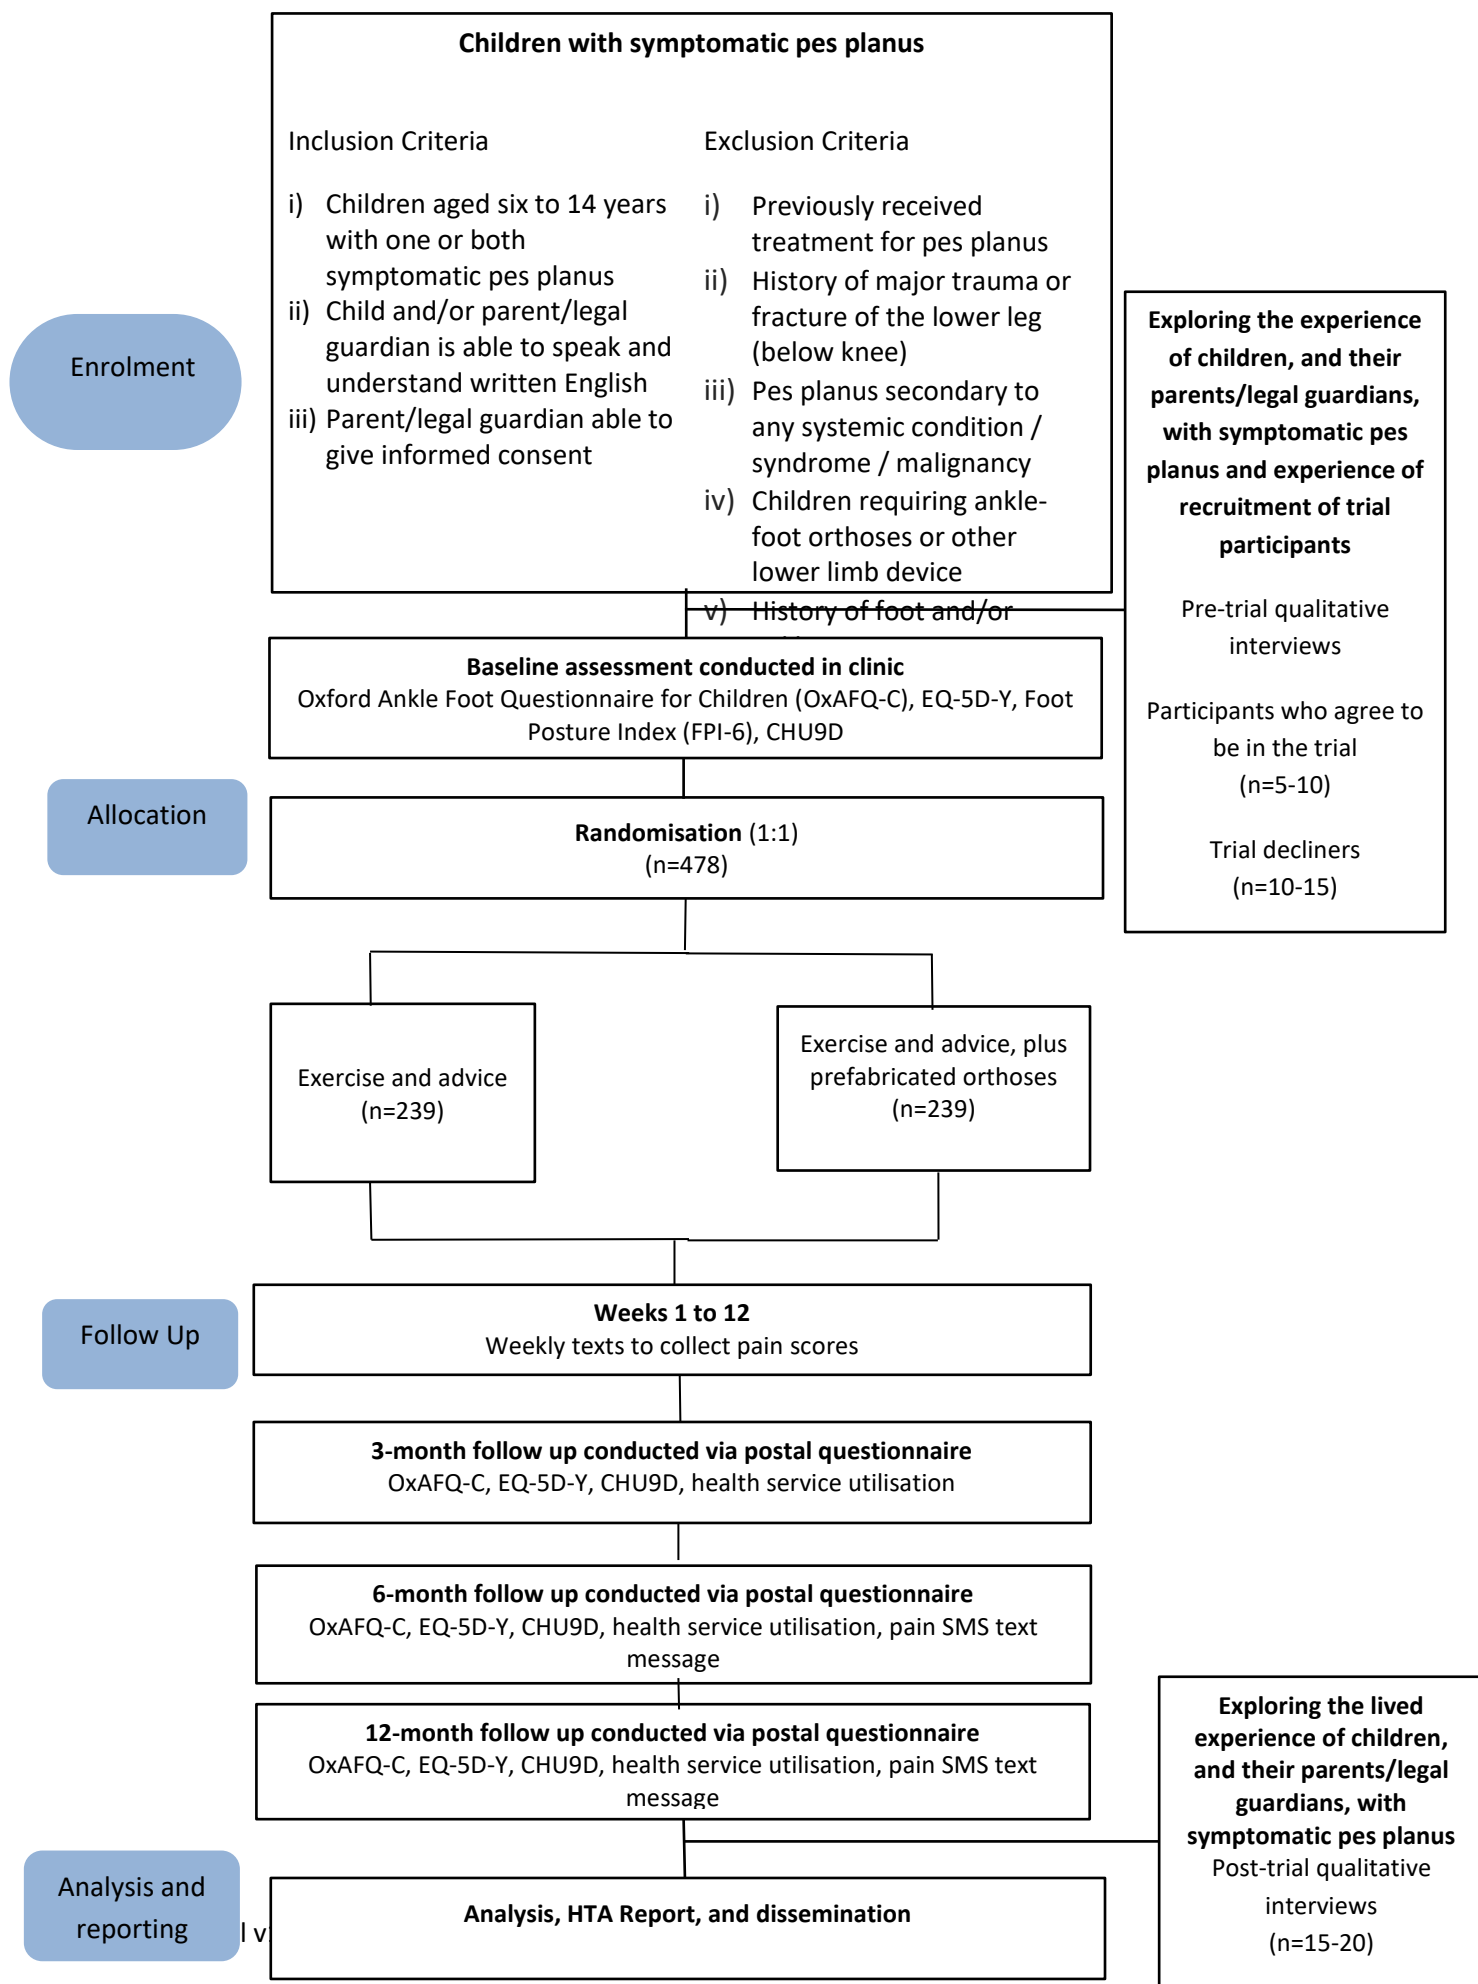 Children with symptomatic pes planus
Inclusion Criteria
i) Children aged six to 14 years
with one or both
symptomatic pes planus
ii) Child and/or parent/legal
guardian is able to speak and
understand written English
iii) Parent/legal guardian able to
give informed consent
Exclusion Criteria
i) Previously received
treatment for pes planus
ii) History of major trauma or
fracture of the lower leg
(below knee)
iii) Pes planus secondary to
any systemic condition /
syndrome / malignancy
iv) Children requiring ankle-
foot orthoses or other
lower limb device
v) History of foot and/or
Enrolment
Exploring the experience
of children, and their
parents/legal guardians,
with symptomatic pes
planus and experience of
recruitment of trial
participants
Pre-trial qualitative
interviews
Participants who agree to
be in the trial
(n=5-10)
Trial decliners
(n=10-15)
Baseline assessment conducted in clinic
Oxford Ankle Foot Questionnaire for Children (OxAFQ-C), EQ-5D-Y, Foot
Posture Index (FPI-6), CHU9D
Allocation
Randomisation (1:1)
(n=478)
Exercise and advice
(n=239)
Exercise and advice, plus
prefabricated orthoses
(n=239)
Follow Up
Weeks 1 to 12
Weekly texts to collect pain scores
3-month follow up conducted via postal questionnaire
OxAFQ-C, EQ-5D-Y, CHU9D, health service utilisation
6-month follow up conducted via postal questionnaire
OxAFQ-C, EQ-5D-Y, CHU9D, health service utilisation, pain SMS text
message
12-month follow up conducted via postal questionnaire
OxAFQ-C, EQ-5D-Y, CHU9D, health service utilisation, pain SMS text
message
Exploring the lived
experience of children,
and their parents/legal
guardians, with
symptomatic pes planus
Post-trial qualitative
interviews
(n=15-20)
Analysis and
reporting
l v
Analysis, HTA Report, and dissemination